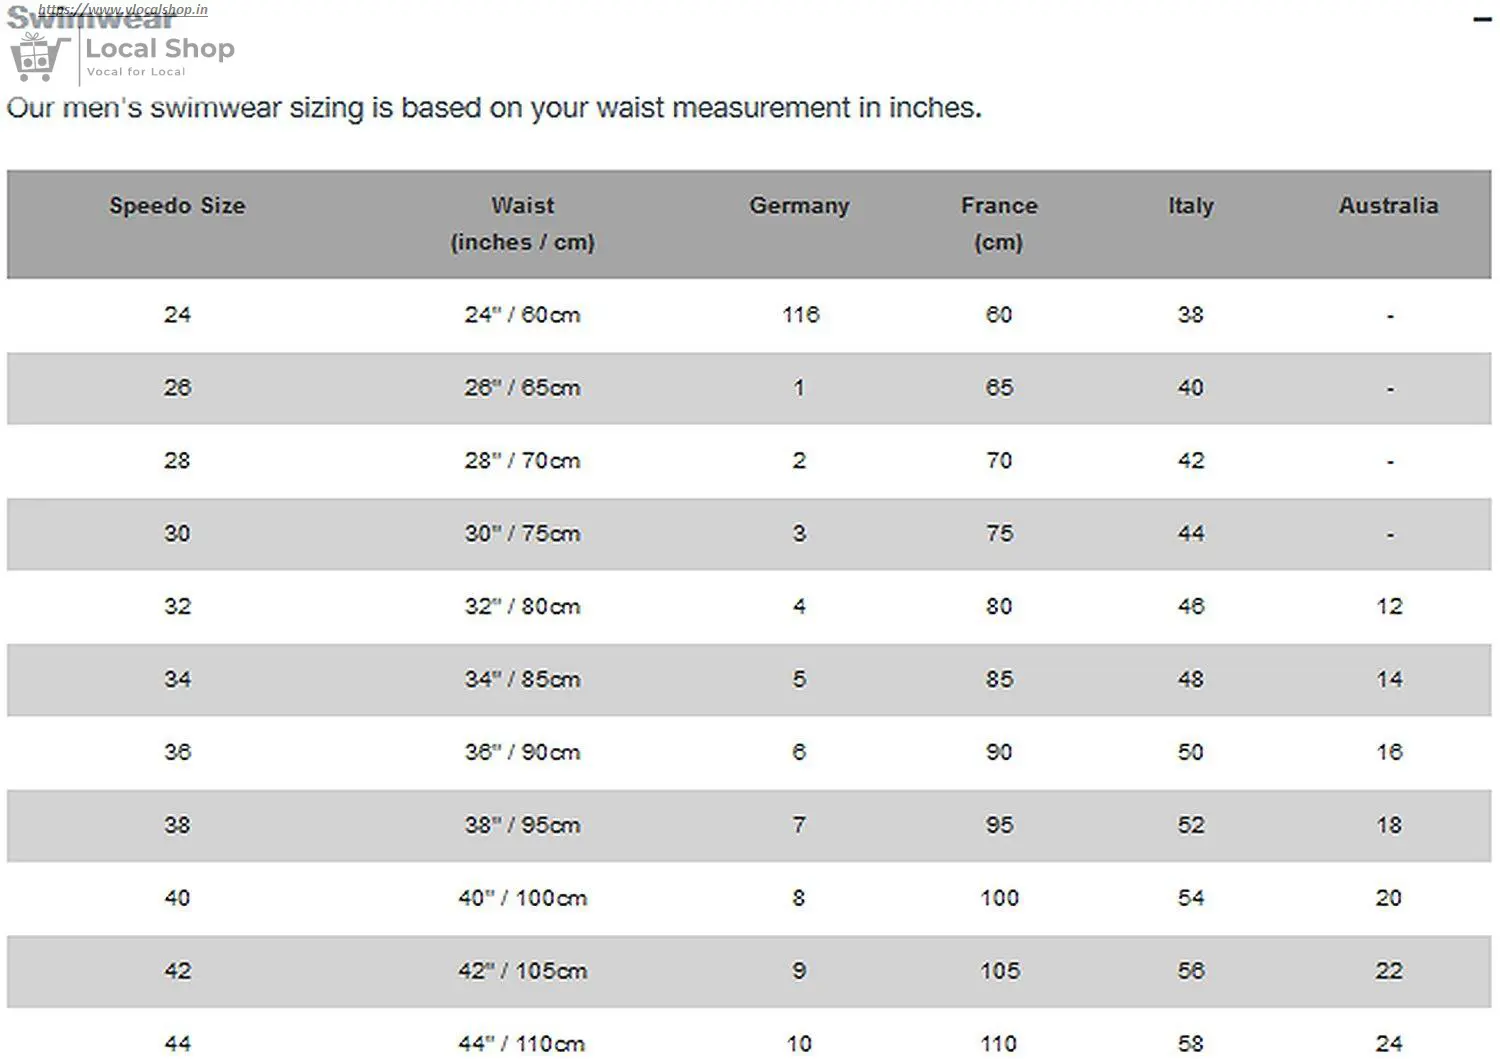 https://www.vlocalshop.in
Swimwear
Local Shop
Vocal for Local
Our men's swimwear sizing is based on your waist measurement in inches.
Speedo Size Waist (inches / cm) Germany France (cm) Italy Australia
24 24" / 60cm 116 60 38 -
26 26" / 65cm 1 65 40 -
28 28" / 70cm 2 70 42 -
30 30" / 75cm 3 75 44 -
32 32" / 80cm 4 80 46 12
34 34" / 85cm 5 85 48 14
36 36" / 90cm 6 90 50 16
38 38" / 95cm 7 95 52 18
40 40" / 100cm 8 100 54 20
42 42" / 105cm 9 105 56 22
44 44" / 110cm 10 110 58 24